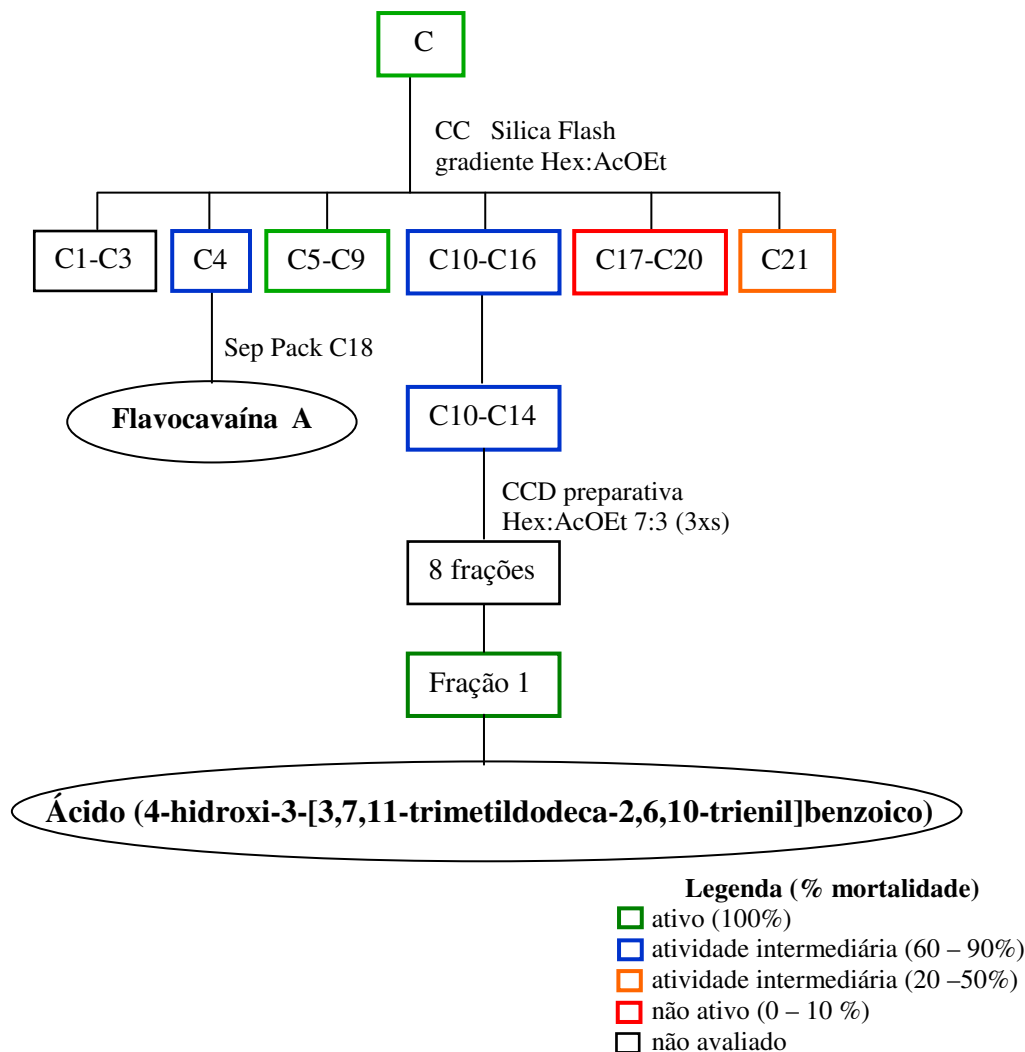 C
CC Silica Flash
gradiente Hex:AcOEt
C1-C3 C4 C5-C9 C10-C16 C17-C20 C21
Sep Pack C18
Flavocavaína A
C10-C14
CCD preparativa
Hex:AcOEt 7:3 (3xs)
8 frações
Fração 1
Ácido (4-hidroxi-3-[3,7,11-trimetildodeca-2,6,10-trienil]benzoico)
Legenda (% mortalidade)
ativo (100%)
atividade intermediária (60 – 90%)
atividade intermediária (20 –50%)
não ativo (0 – 10 %)
não avaliado